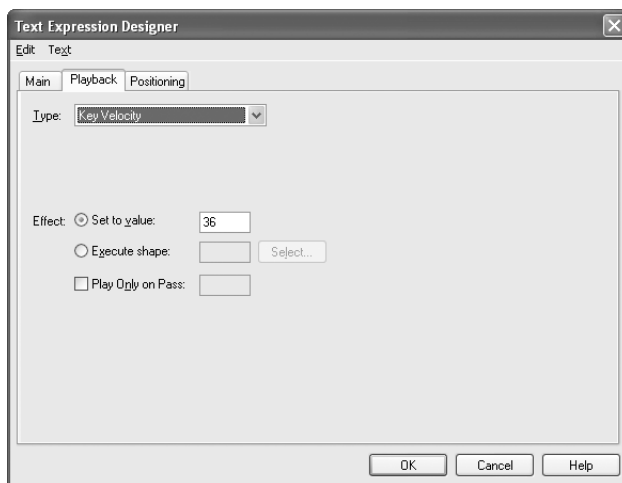 Text Expression Designer
Edit Text
Main Playback Positioning
Type: Key Velocity
Effect: Set to value: 36
Execute shape: Select...
Play Only on Pass:
OK Cancel Help